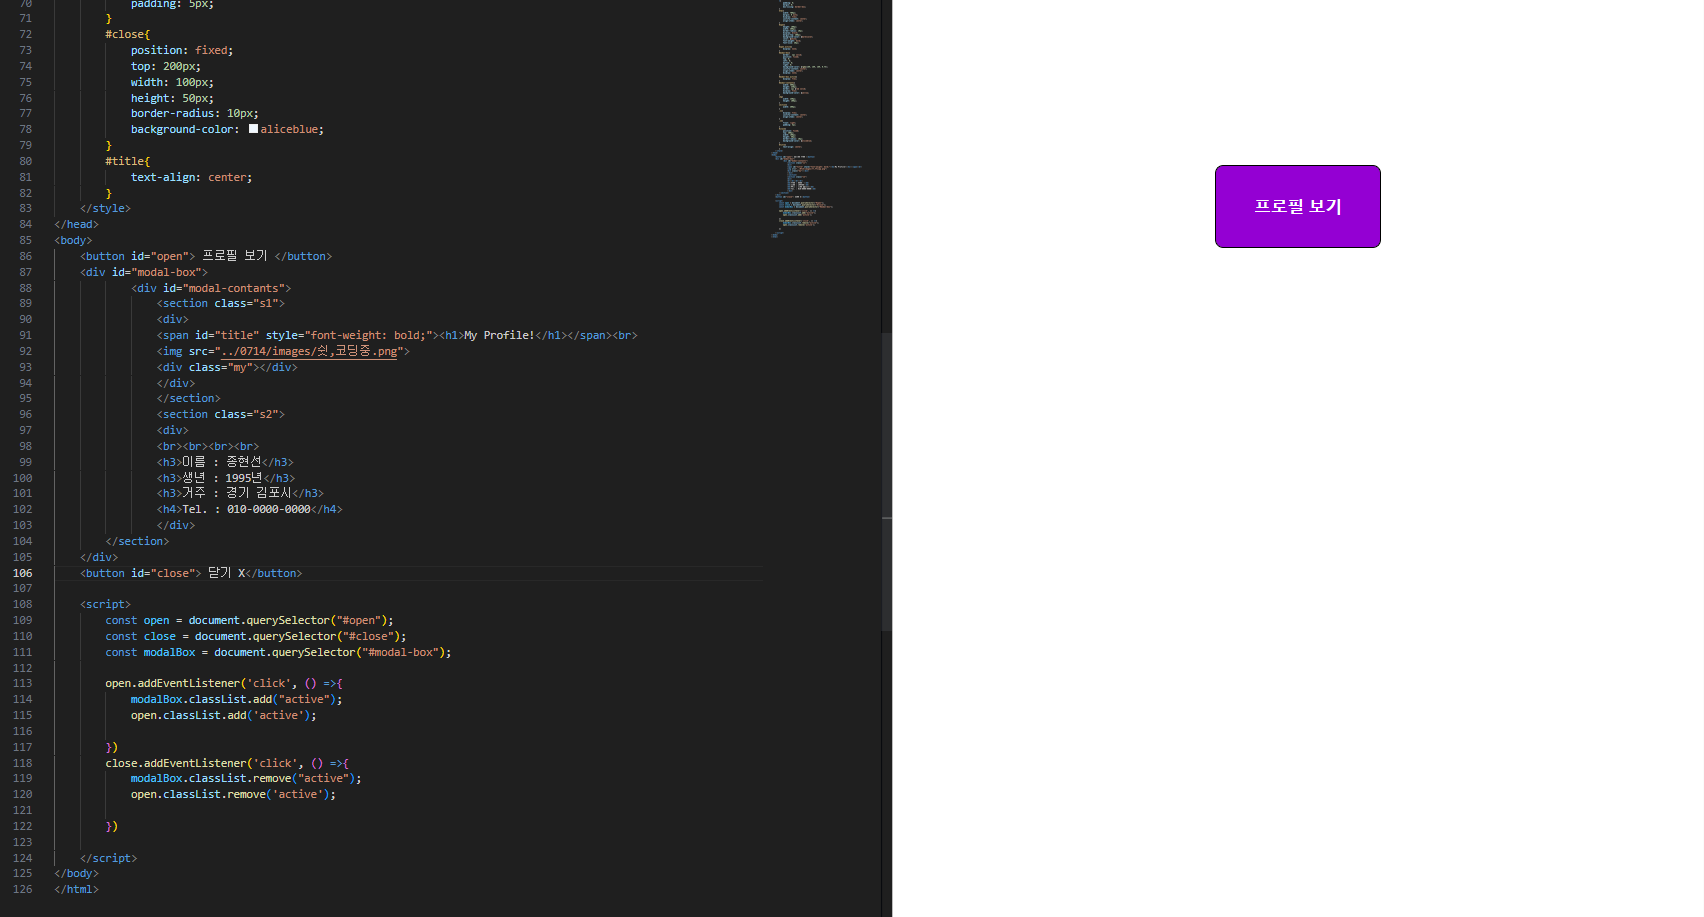 70 padding: 5px;
71 }
72 #close{
73 position: fixed;
74 top: 200px;
75 width: 100px;
76 height: 50px;
77 border-radius: 10px;
78 background-color: aliceblue;
79 }
80 #title{
81 text-align: center;
82 }
83 </style>
84 </head>
85 <body>
86 <button id="open"> 프로필 보기 </button>
87 <div id="modal-box">
88 <div id="modal-contants">
89 <section class="s1">
90 <div>
91 <span id="title" style="font-weight: bold;"><h1>My Profile!</h1></span><br>
92 <img src="../0714/images/쉿,코딩중.png">
93 <div class="my"></div>
94 </div>
95 </section>
96 <section class="s2">
97 <div>
98 <br><br><br><br>
99 <h3>이름 : 종현선</h3>
100 <h3>생년 : 1995년</h3>
101 <h3>거주 : 경기 김포시</h3>
102 <h4>Tel. : 010-0000-0000</h4>
103 </div>
104 </section>
105 </div>
106 <button id="close"> 닫기 X</button>
107
108 <script>
109 const open = document.querySelector("#open");
110 const close = document.querySelector("#close");
111 const modalBox = document.querySelector("#modal-box");
112
113 open.addEventListener('click', () =>{
114 modalBox.classList.add("active");
115 open.classList.add('active');
116
117 })
118 close.addEventListener('click', () =>{
119 modalBox.classList.remove("active");
120 open.classList.remove('active');
121
122 })
123
124 </script>
125 </body>
126 </html>
프로필 보기